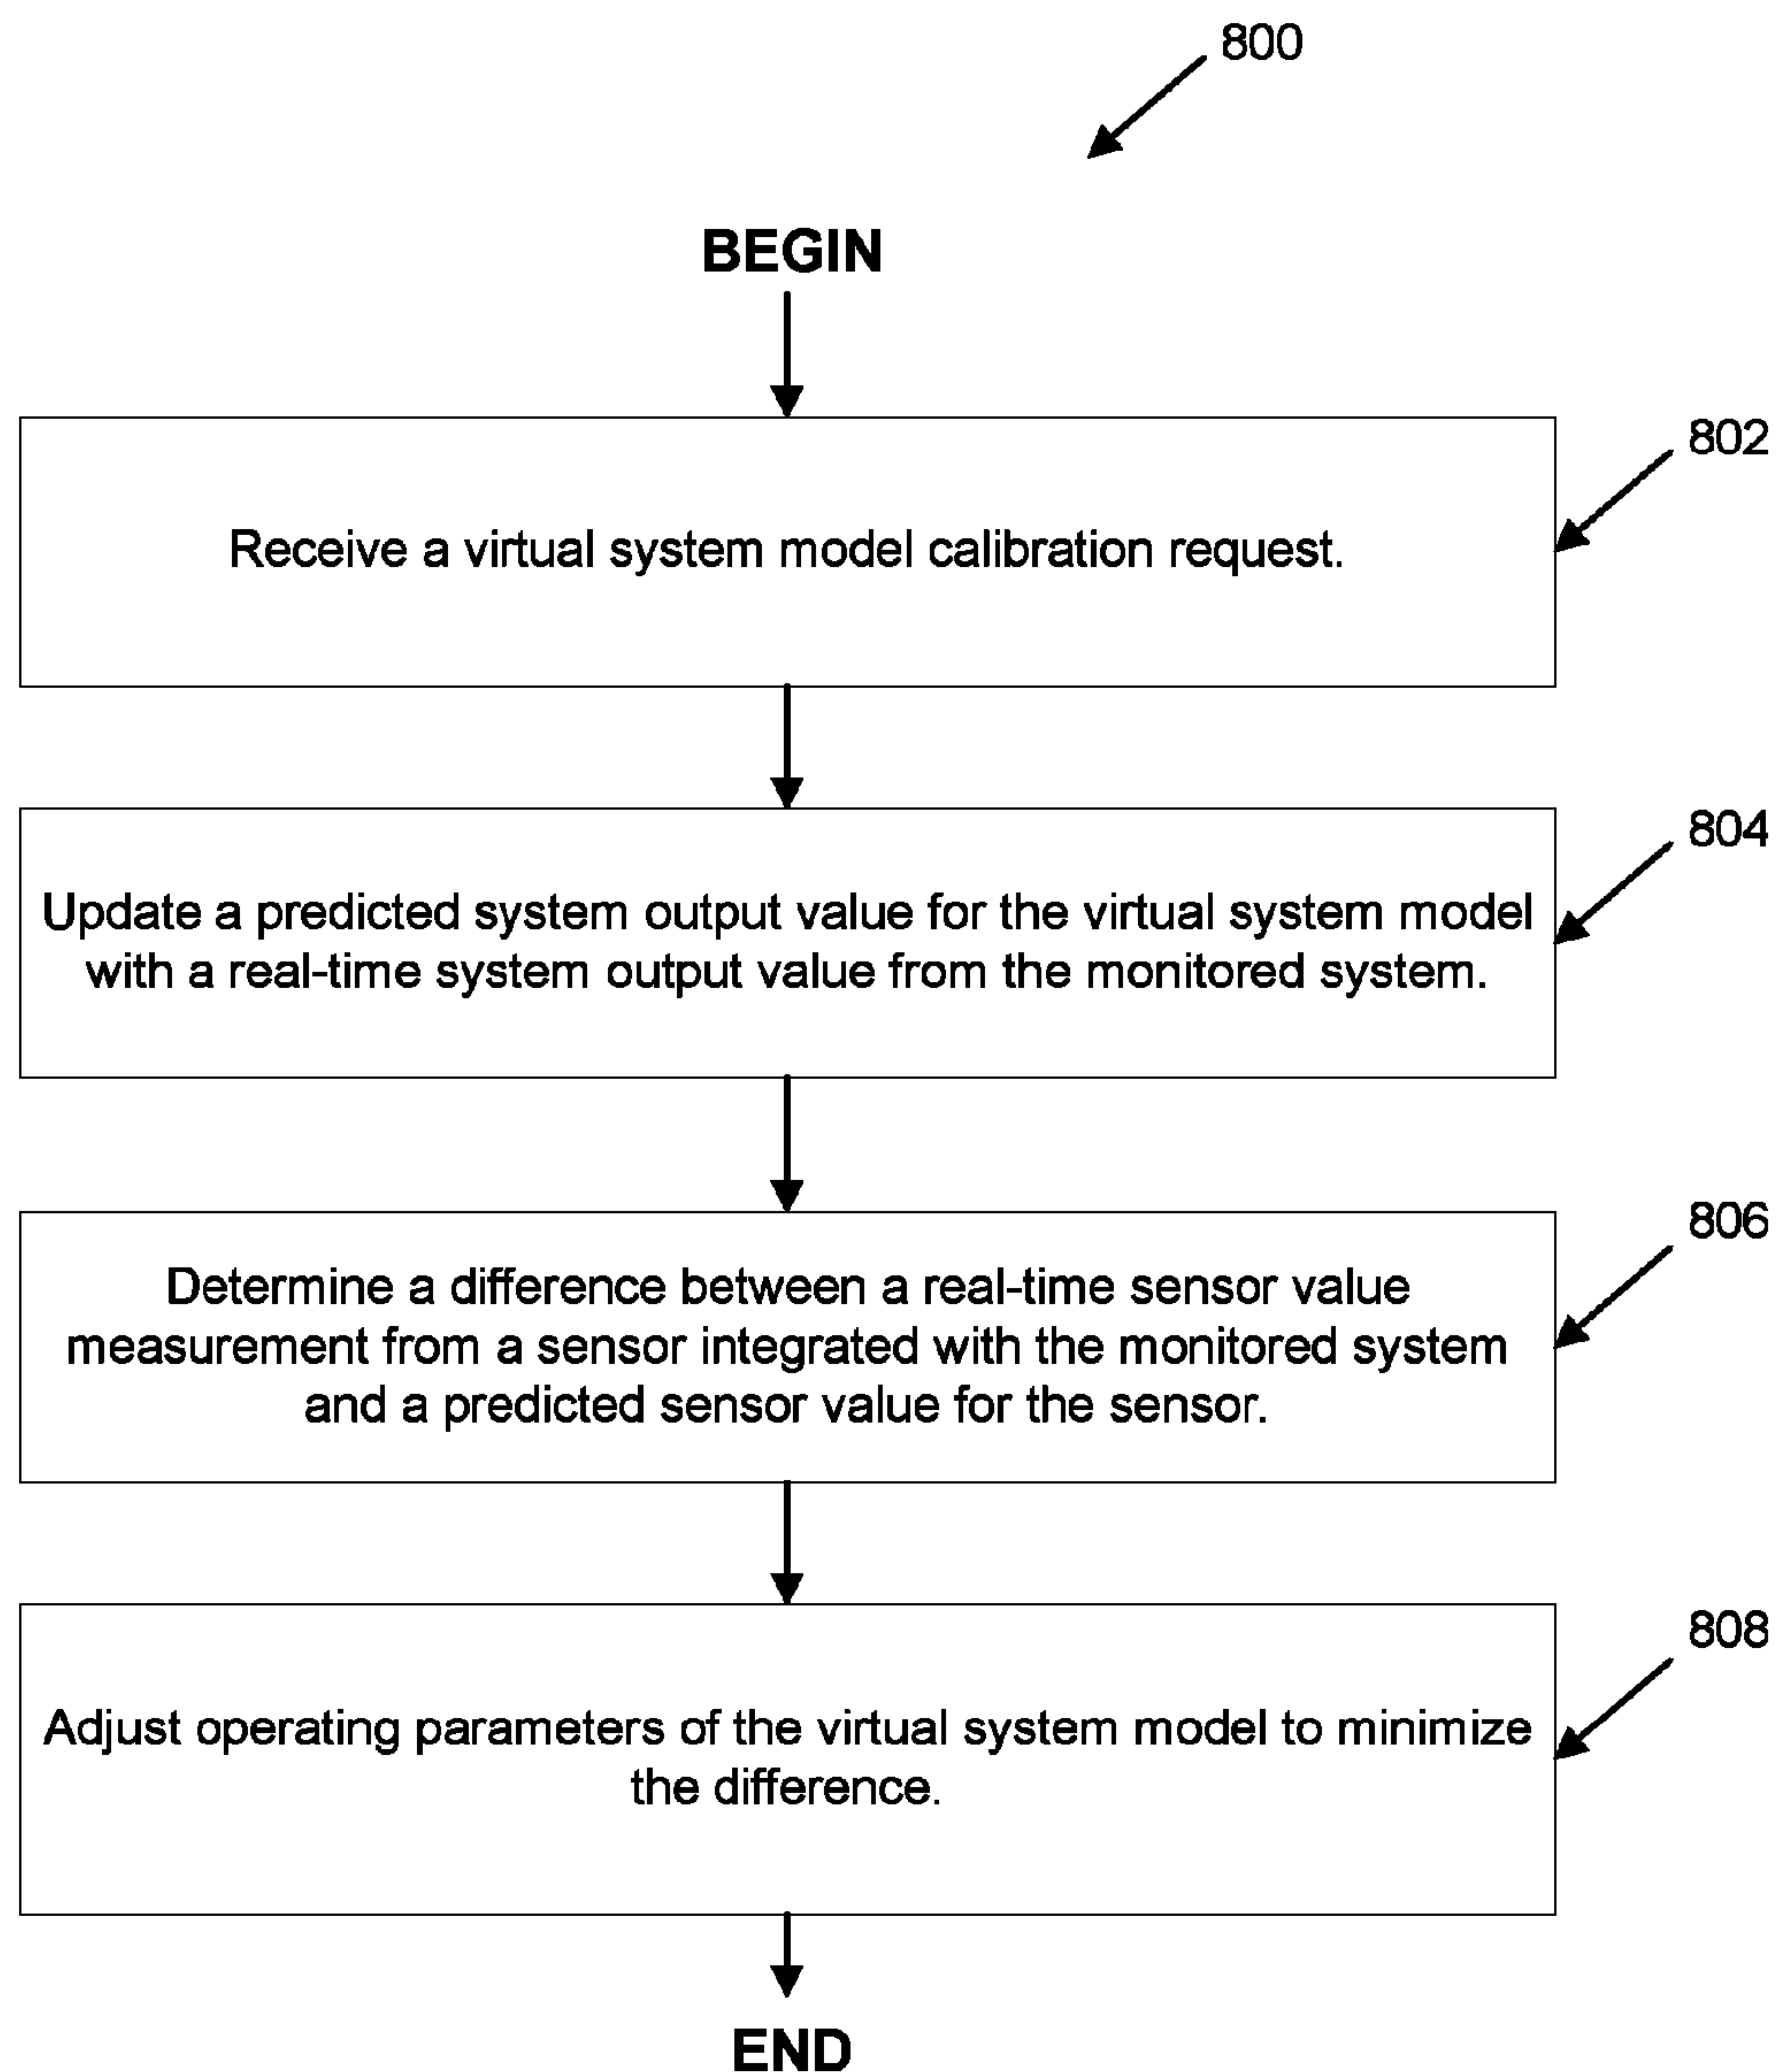 800
BEGIN
802
Receive a virtual system model calibration request.
804
Update a predicted system output value for the virtual system model
with a real-time system output value from the monitored system.
806
Determine a difference between a real-time sensor value
measurement from a sensor integrated with the monitored system
and a predicted sensor value for the sensor.
808
Adjust operating parameters of the virtual system model to minimize
the difference.
END